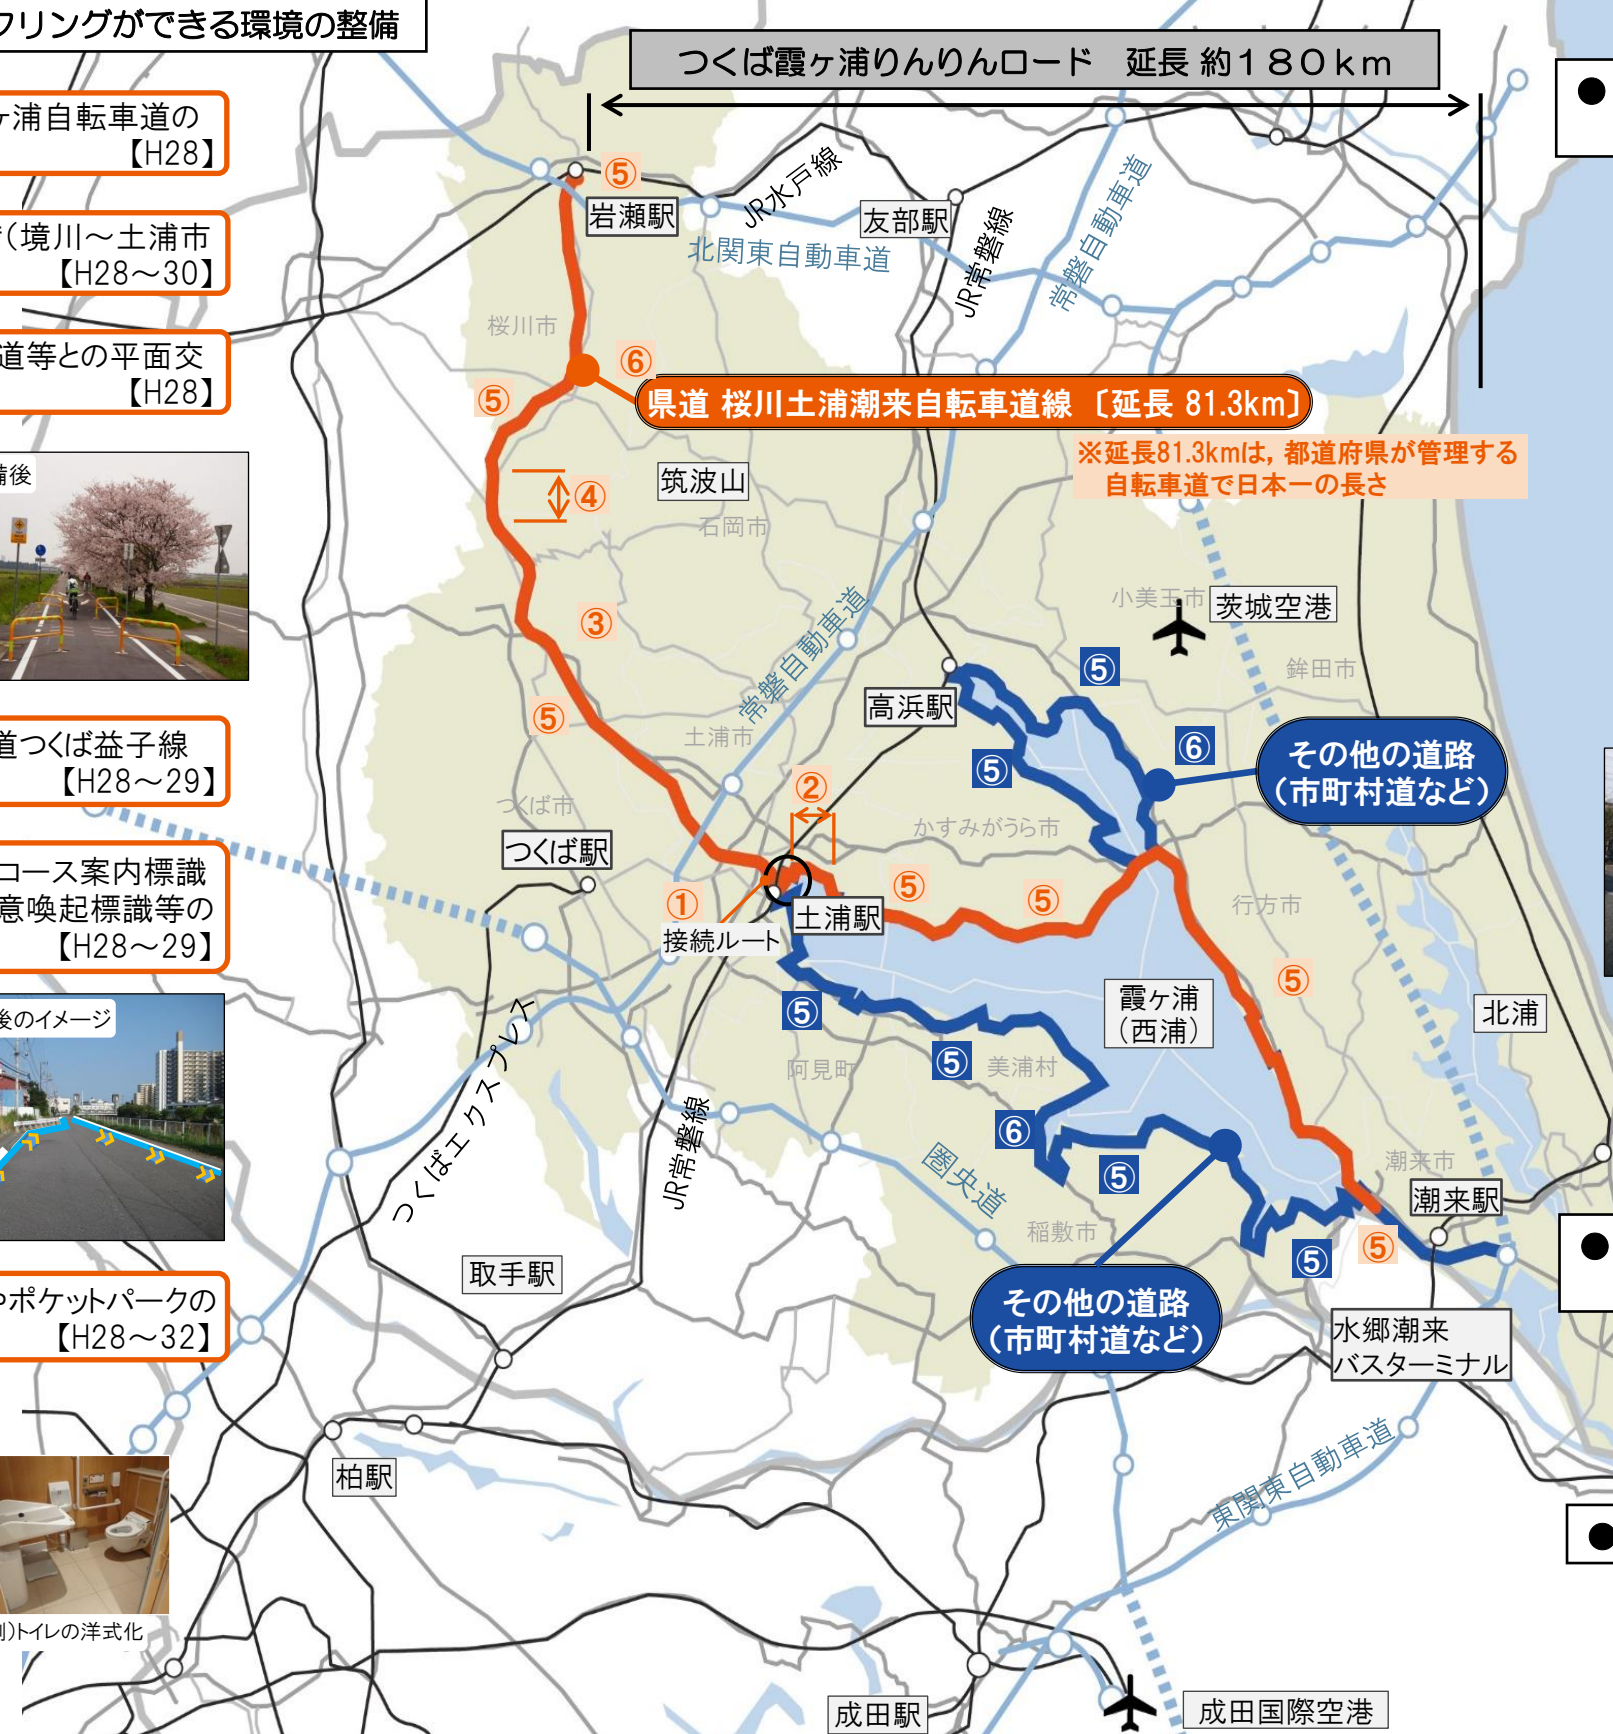 クリングができる環境の整備
つくば霞ヶ浦りんりんロード　延長 約１８０ｋｍ
ヶ浦自転車道の
【H28】
（境川～土浦市
【H28～30】
道等との平面交
【H28】
備後
道つくば益子線
【H28～29】
コース案内標識
意喚起標識等の
【H28～29】
後のイメージ
ポケットパークの
【H28～32】
トイレの洋式化
⑤
岩瀬駅
JR水戸線
北関東自動車道
友部駅
JR常磐線
常磐自動車道
桜川市
⑥
⑤
県道 桜川土浦潮来自転車道線 〔延長 81.3km〕
※延長81.3kmは，都道府県が管理する
自転車道で日本一の長さ
筑波山
④
石岡市
③
小美玉市
茨城空港
常磐自動車道
⑤
鉾田市
高浜駅
⑤
土浦市
⑥
⑤
その他の道路
（市町村道など）
つくば市
②
かすみがうら市
つくば駅
①
⑤
⑤
土浦駅
接続ルート
行方市
⑤
霞ヶ浦
（西浦）
北浦
⑤
つくばエクスプレス
阿見町
⑤
美浦村
JR常磐線
⑥
圏央道
⑤
潮来市
潮来駅
稲敷市
⑤
⑤
取手駅
その他の道路
（市町村道など）
水郷潮来
バスターミナル
柏駅
東関東自動車道
成田駅
成田国際空港
●
●
●